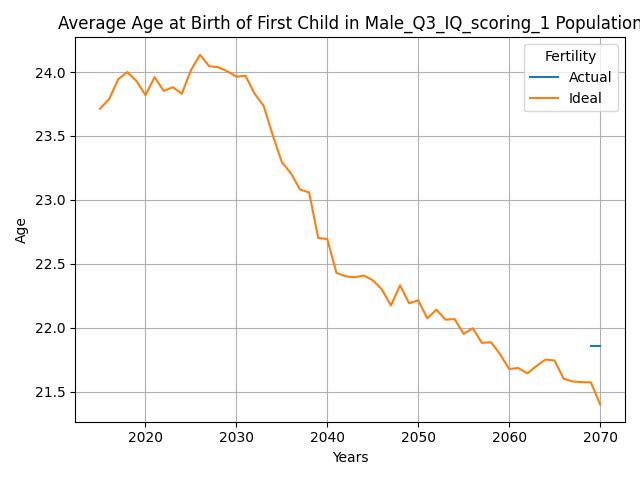 Average Age at Birth of First Child in Male_Q3_IQ_scoring_1 Population
Fertility
Actual
Ideal
24.0
23.5
23.0
22.5
22.0
21.5
Age
2020 2030 2040 2050 2060 2070
Years